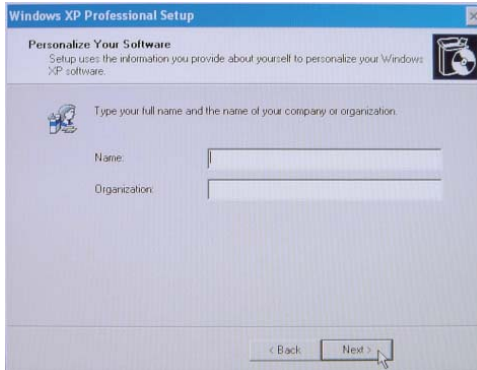 Windows XP Professional Setup
Personalize Your Software
Setup uses the information you provide about yourself to personalize your Windows
XP software.
Type your full name and the name of your company or organization.
Name:
Organization:
< Back
Next >